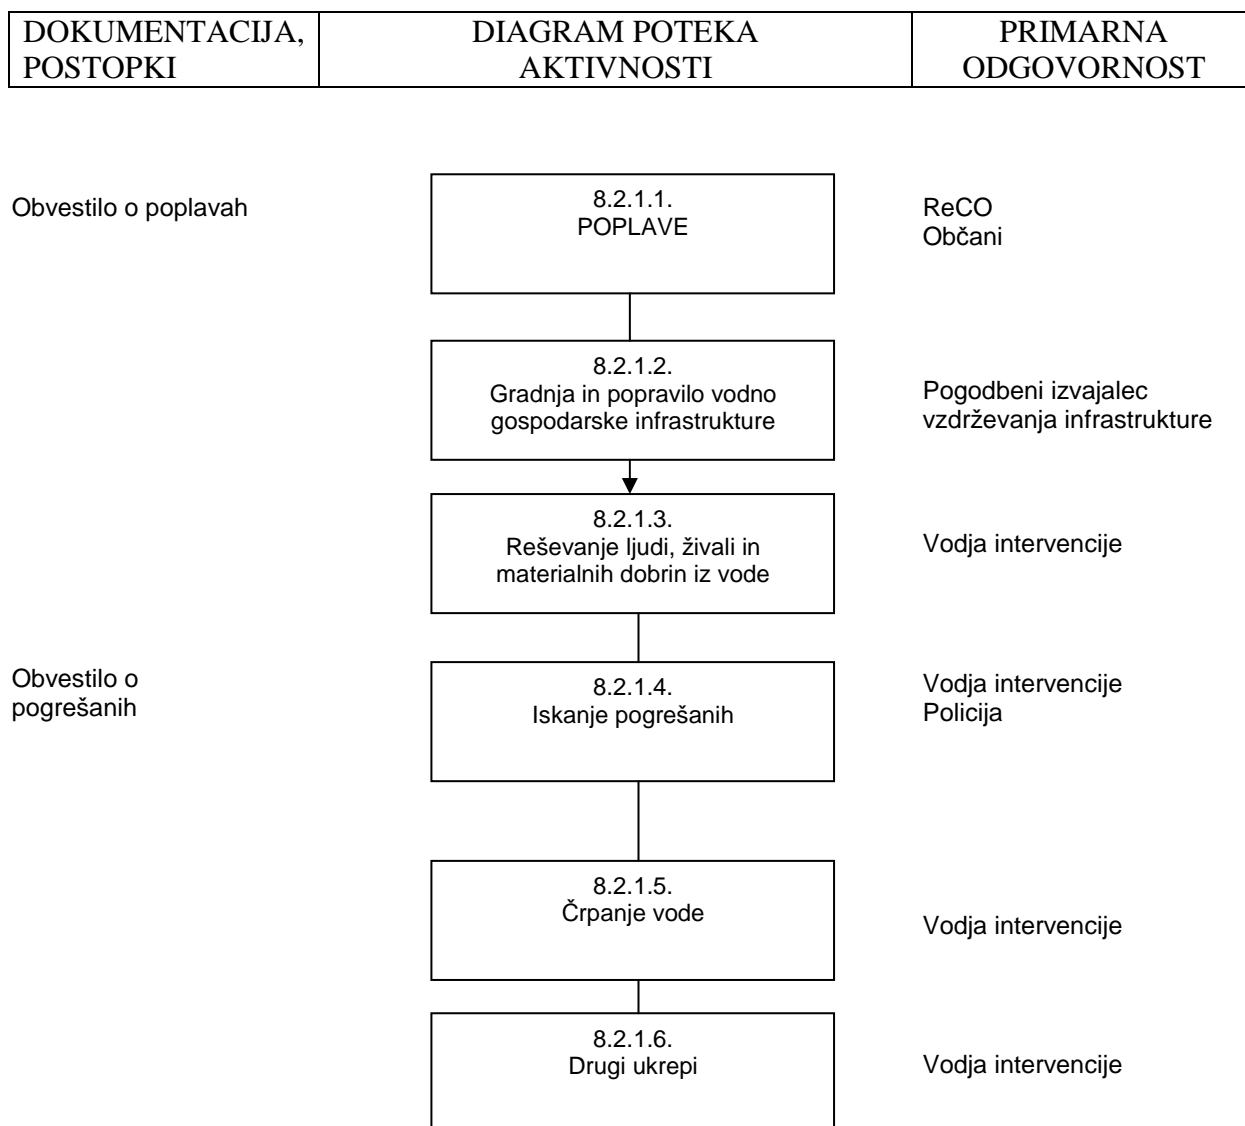 DOKUMENTACIJA,
POSTOPKI
DIAGRAM POTEKA
AKTIVNOSTI
PRIMARNA
ODGOVORNOST
Obvestilo o poplavah
8.2.1.1.
POPLAVE
ReCO
Občani
8.2.1.2.
Gradnja in popravilo vodno
gospodarske infrastrukture
Pogodbeni izvajalec
vzdrževanja infrastrukture
8.2.1.3.
Reševanje ljudi, živali in
materialnih dobrin iz vode
Vodja intervencije
Obvestilo o
pogrešanih
8.2.1.4.
Iskanje pogrešanih
Vodja intervencije
Policija
8.2.1.5.
Črpanje vode
Vodja intervencije
8.2.1.6.
Drugi ukrepi
Vodja intervencije